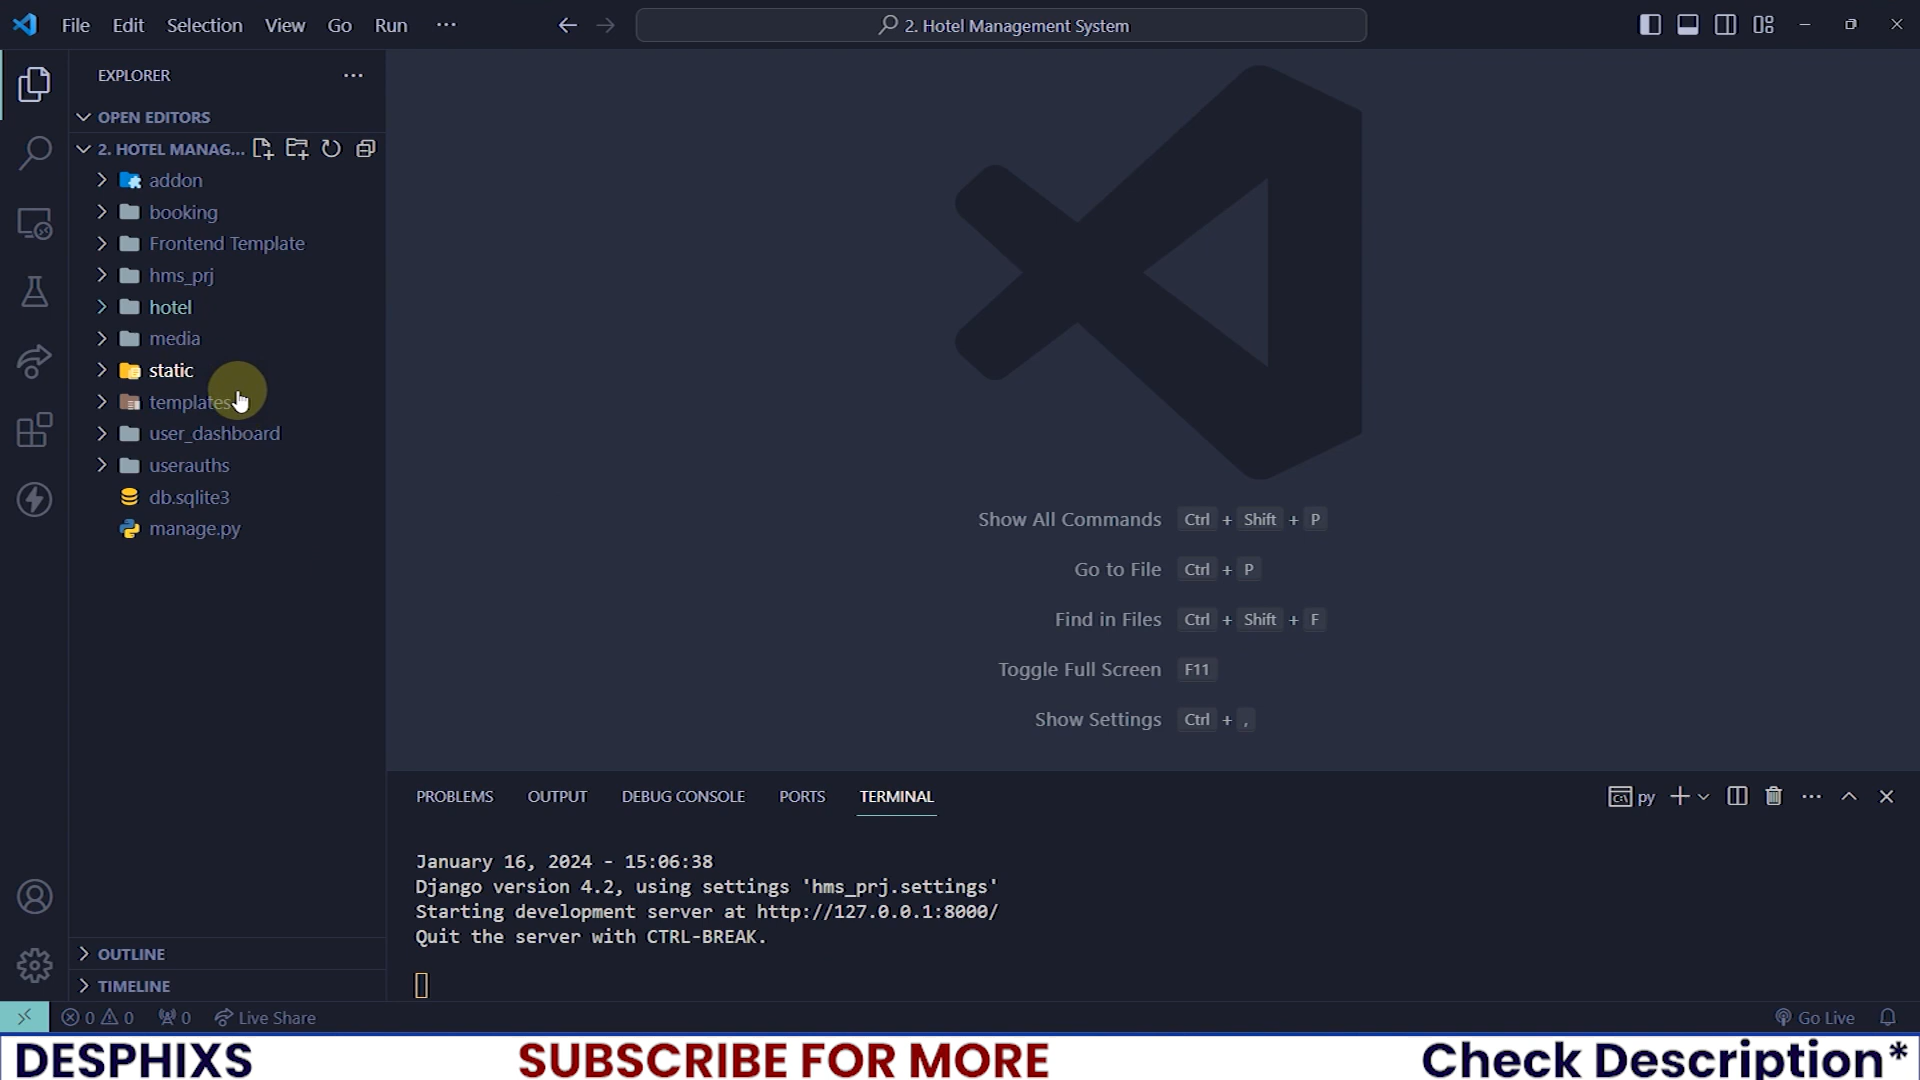 File Edit Selection View Go Run ···
2. Hotel Management System
EXPLORER
OPEN EDITORS
2. HOTEL MANAG...
addon
booking
Frontend Template
hms_prj
hotel
media
static
templates
user_dashboard
userauths
db.sqlite3
manage.py
OUTLINE
TIMELINE
Show All Commands Ctrl + Shift + P
Go to File Ctrl + P
Find in Files Ctrl + Shift + F
Toggle Full Screen F11
Show Settings Ctrl + ,
PROBLEMS OUTPUT DEBUG CONSOLE PORTS TERMINAL
py
January 16, 2024 - 15:06:38
Django version 4.2, using settings 'hms_prj.settings'
Starting development server at http://127.0.0.1:8000/
Quit the server with CTRL-BREAK.
0 0 0 Live Share
Go Live
DESPHIXS SUBSCRIBE FOR MORE Check Description*